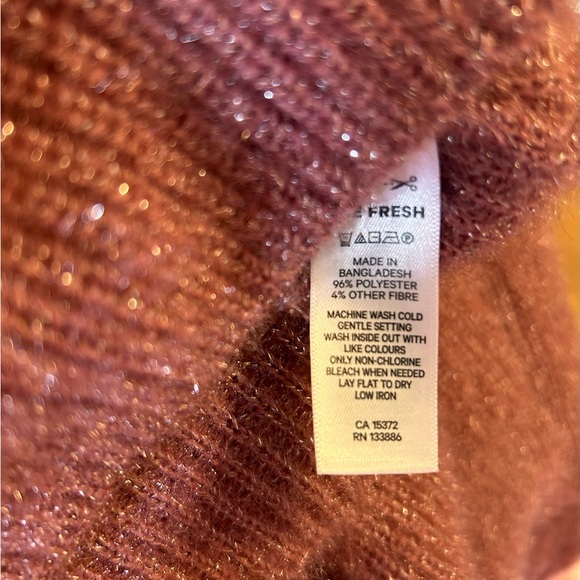 FRESH
MADE IN
BANGLADESH
96% POLYESTER
4% OTHER FIBRE
MACHINE WASH COLD
GENTLE SETTING
WASH INSIDE OUT WITH
LIKE COLOURS
ONLY NON-CHLORINE
BLEACH WHEN NEEDED
LAY FLAT TO DRY
LOW IRON
CA 15372
RN 133886